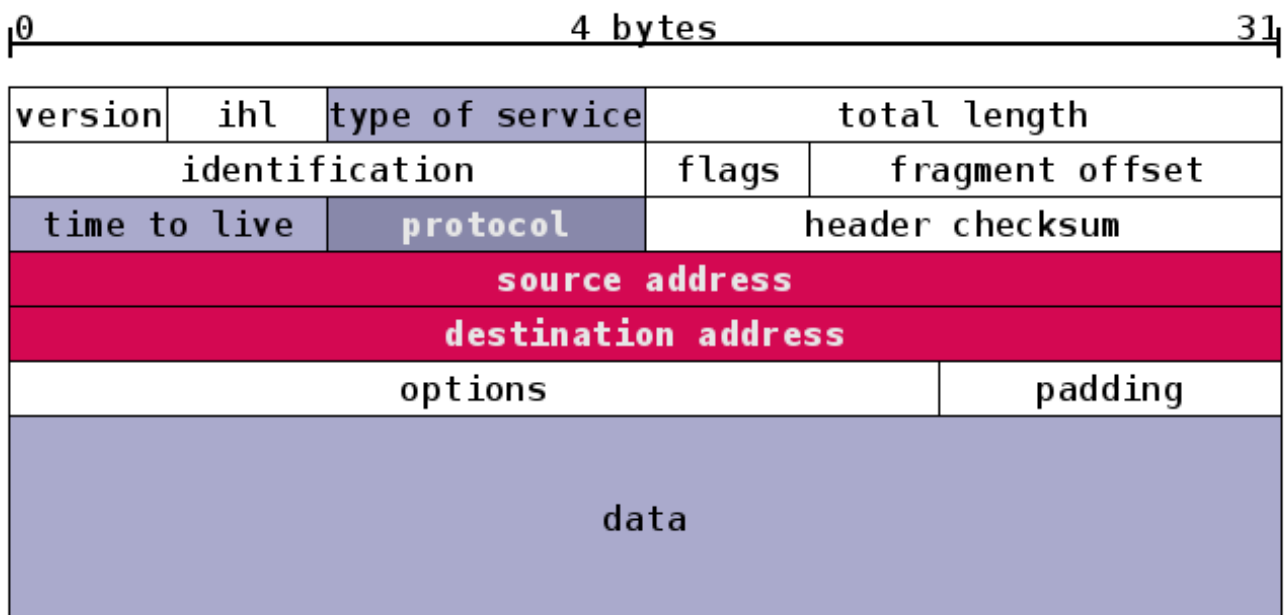 0 4 bytes 31
version ihl type of service total length
identification flags fragment offset
time to live protocol header checksum
source address
destination address
options padding
data